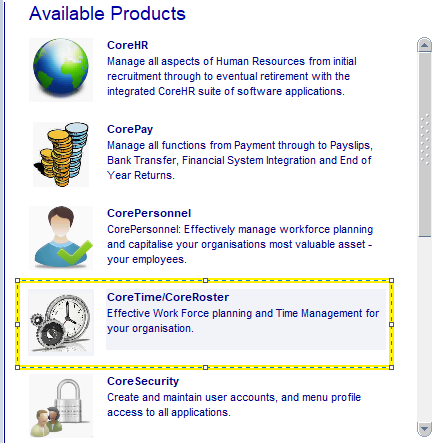 Available Products
CoreHR
Manage all aspects of Human Resources from initial
recruitment through to eventual retirement with the
integrated CoreHR suite of software applications.
CorePay
Manage all functions from Payment through to Payslips,
Bank Transfer, Financial System Integration and End of
Year Returns.
CorePersonnel
CorePersonnel: Effectively manage workforce planning
and capitalise your organisations most valuable asset -
your employees.
CoreTime/CoreRoster
Effective Work Force planning and Time Management for
your organisation.
CoreSecurity
Create and maintain user accounts, and menu profile
access to all applications.